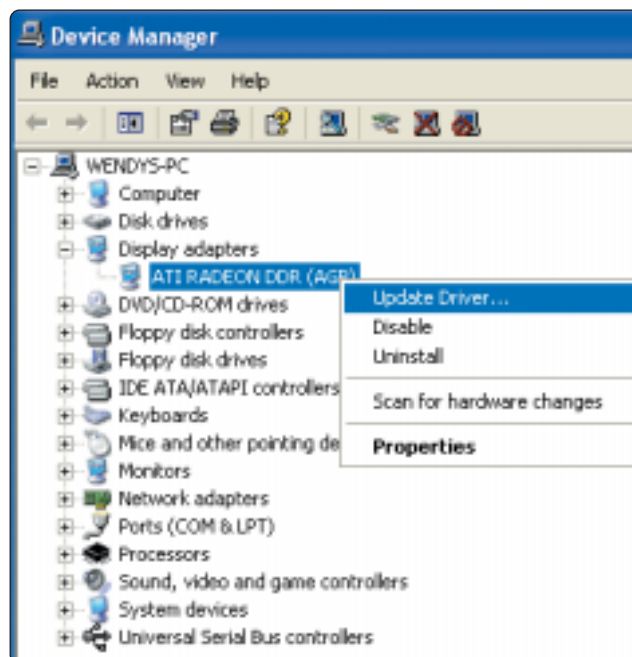 Device Manager
File Action View Help
WENDYS-PC
Computer
Disk drives
Display adapters
ATI RADEON DDR (AGP)
DVD/CD-ROM drives
Floppy disk controllers
Floppy disk drives
IDE ATA/ATAPI controllers
Keyboards
Mice and other pointing de
Monitors
Network adapters
Ports (COM & LPT)
Processors
Sound, video and game controllers
System devices
Universal Serial Bus controllers
Update Driver...
Disable
Uninstall
Scan for hardware changes
Properties